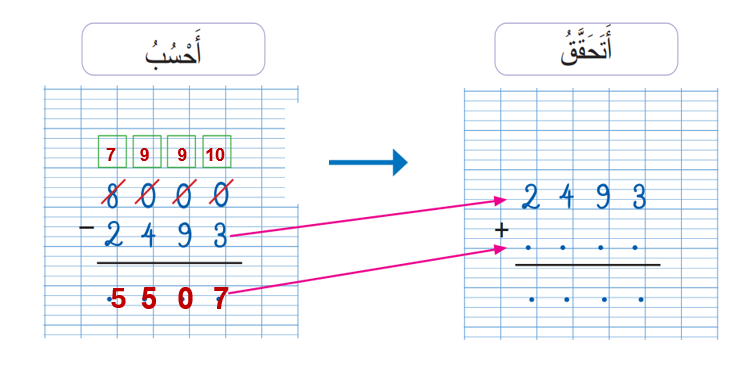 أَحْسُبُ
7 9 9 10
8 0 0 0
− 2 4 9 3
5 5 0 7
أَتَحَقَّقُ
2 4 9 3
+ . . . .
. . . .